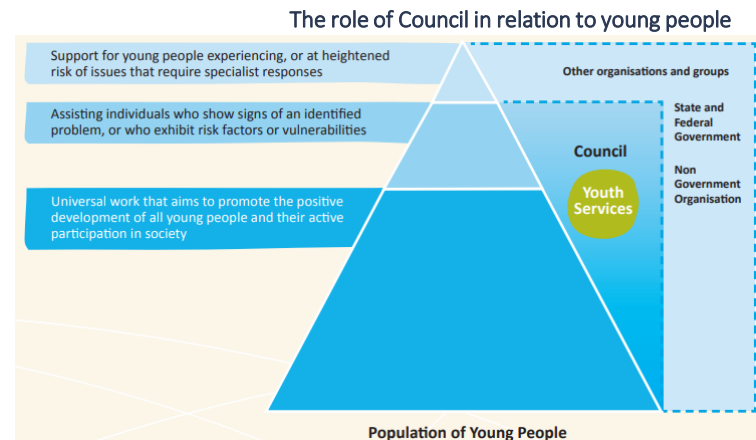 The role of Council in relation to young people
Support for young people experiencing, or at heightened
risk of issues that require specialist responses
Assisting individuals who show signs of an identified
problem, or who exhibit risk factors or vulnerabilities
Universal work that aims to promote the positive
development of all young people and their active
participation in society
Other organisations and groups
State and
Federal
Government
Non
Government
Organisation
Council
Youth
Services
Population of Young People